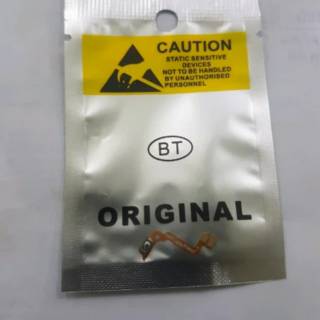 CAUTION
STATIC SENSITIVE
DEVICES
NOT TO BE HANDLED
BY UNAUTHORISED
PERSONNEL
BT
ORIGINAL